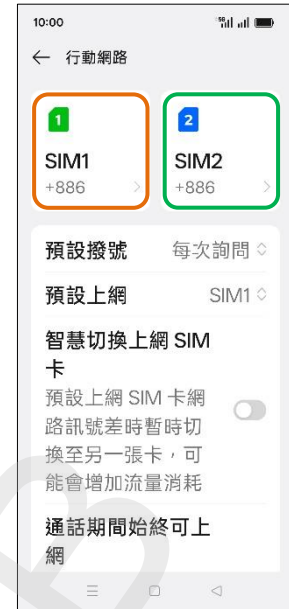 10:00
行動網路
1
2
SIM1
SIM2
+886
+886
預設撥號 每次詢問
預設上網 SIM1
智慧切換上網 SIM
卡
預設上網 SIM 卡網
路訊號差時暫時切
換至另一張卡，可
能會增加流量消耗
通話期間始終可上
網